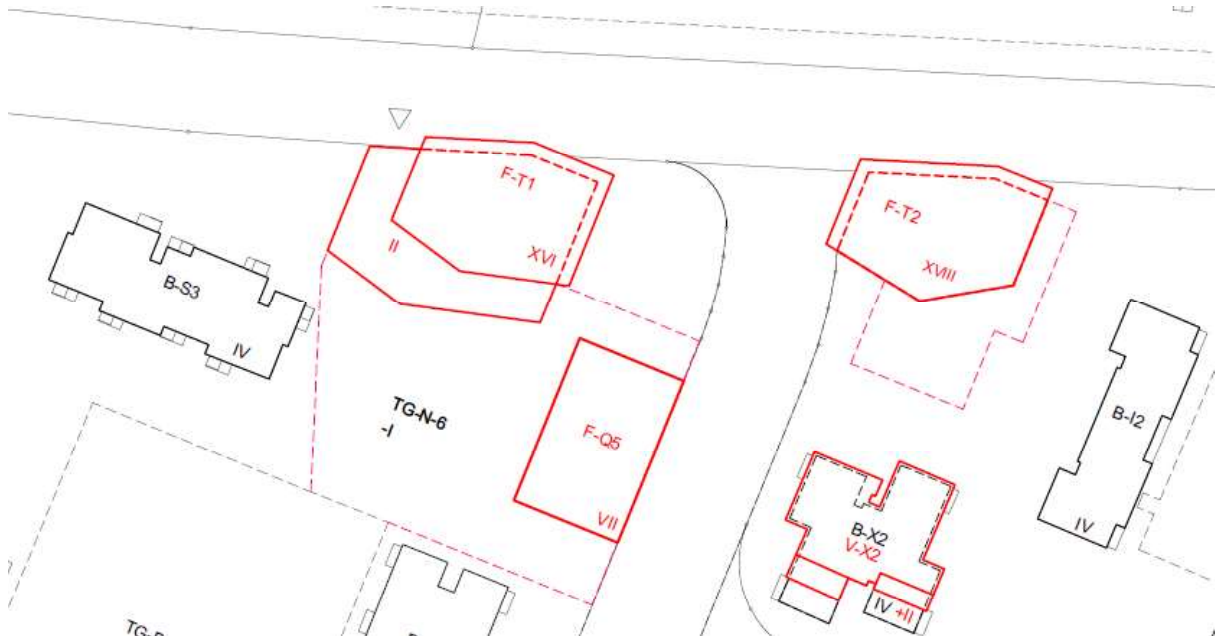 F-T1
XVI
II
F-T2
XVIII
B-S3
IV
TG-N-6
-I
F-Q5
VII
B-I2
IV
B-X2
V-X2
IV +II